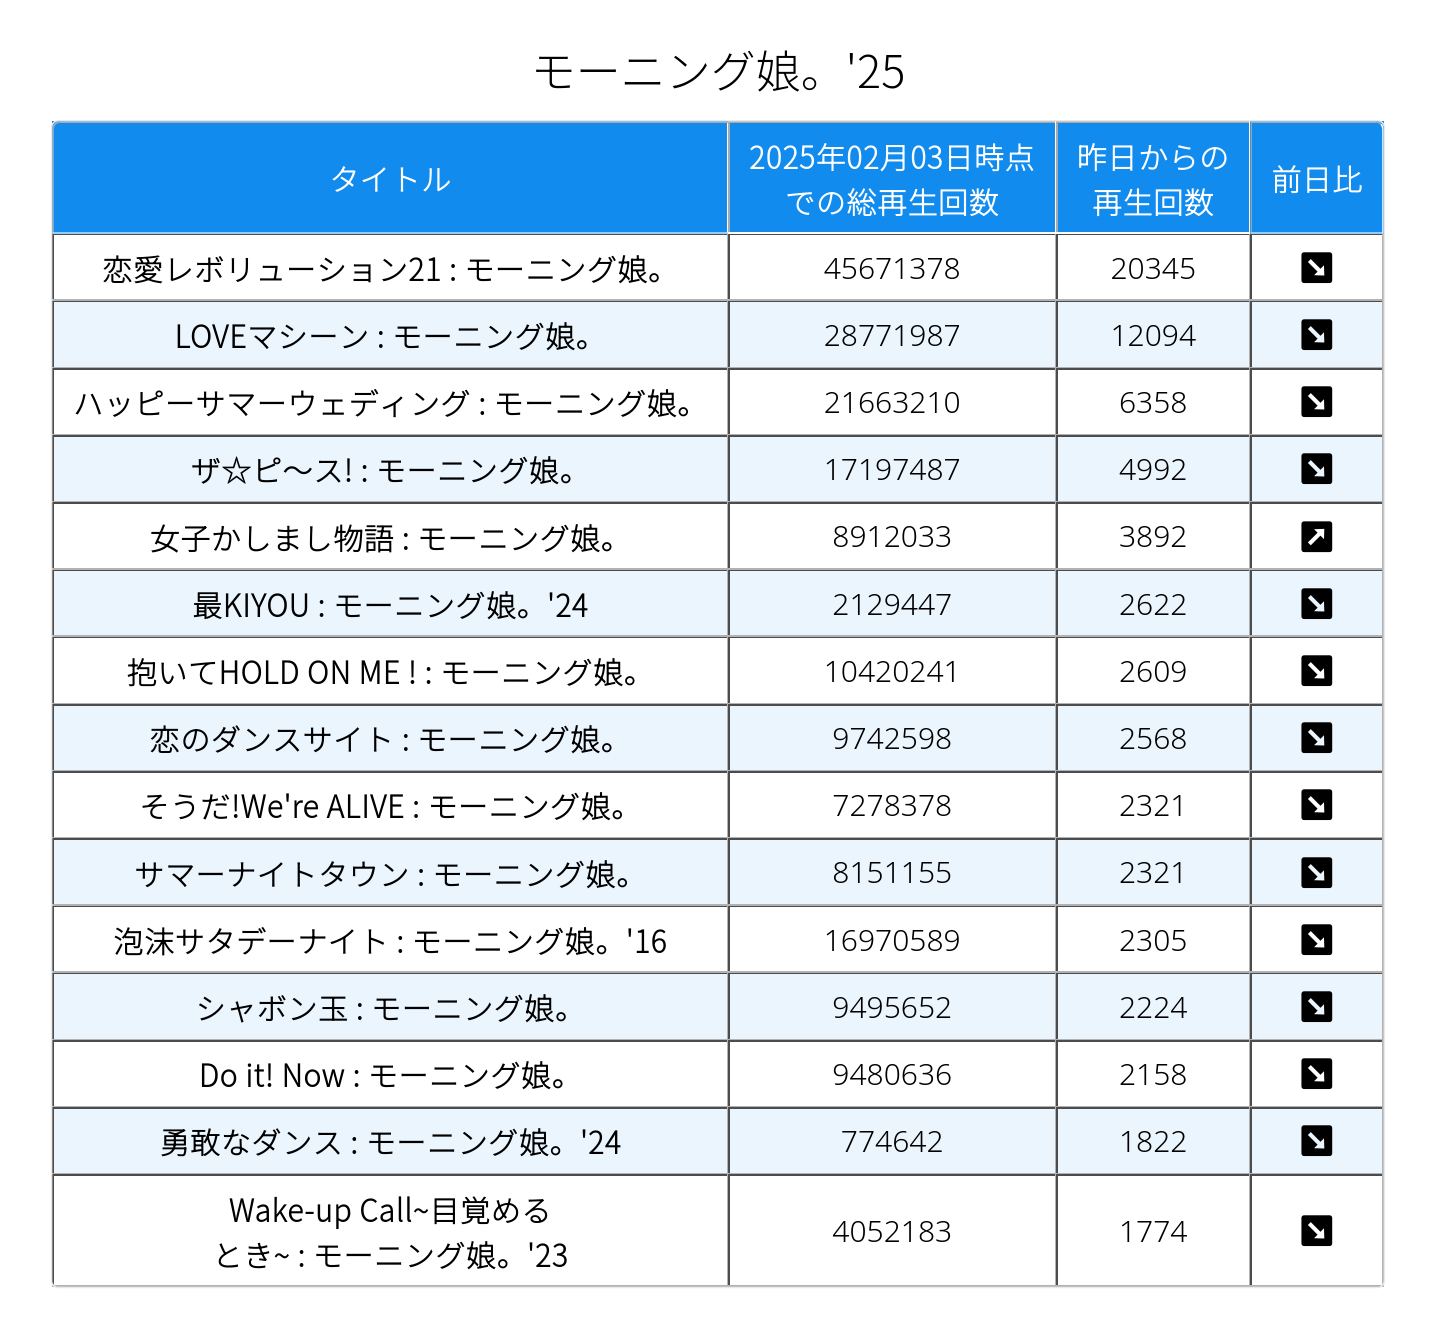 モーニング娘。'25
タイトル
2025年02月03日時点
での総再生回数
昨日からの
再生回数
前日比
恋愛レボリューション21 : モーニング娘。 45671378 20345 ↘
LOVEマシーン : モーニング娘。 28771987 12094 ↘
ハッピーサマーウェディング : モーニング娘。 21663210 6358 ↘
ザ☆ピ〜ス! : モーニング娘。 17197487 4992 ↘
女子かしまし物語 : モーニング娘。 8912033 3892 ↗
最KIYOU : モーニング娘。'24 2129447 2622 ↘
抱いてHOLD ON ME ! : モーニング娘。 10420241 2609 ↘
恋のダンスサイト : モーニング娘。 9742598 2568 ↘
そうだ!We're ALIVE : モーニング娘。 7278378 2321 ↘
サマーナイトタウン : モーニング娘。 8151155 2321 ↘
泡沫サタデーナイト : モーニング娘。'16 16970589 2305 ↘
シャボン玉 : モーニング娘。 9495652 2224 ↘
Do it! Now : モーニング娘。 9480636 2158 ↘
勇敢なダンス : モーニング娘。'24 774642 1822 ↘
Wake-up Call~目覚める
とき~ : モーニング娘。'23 4052183 1774 ↘